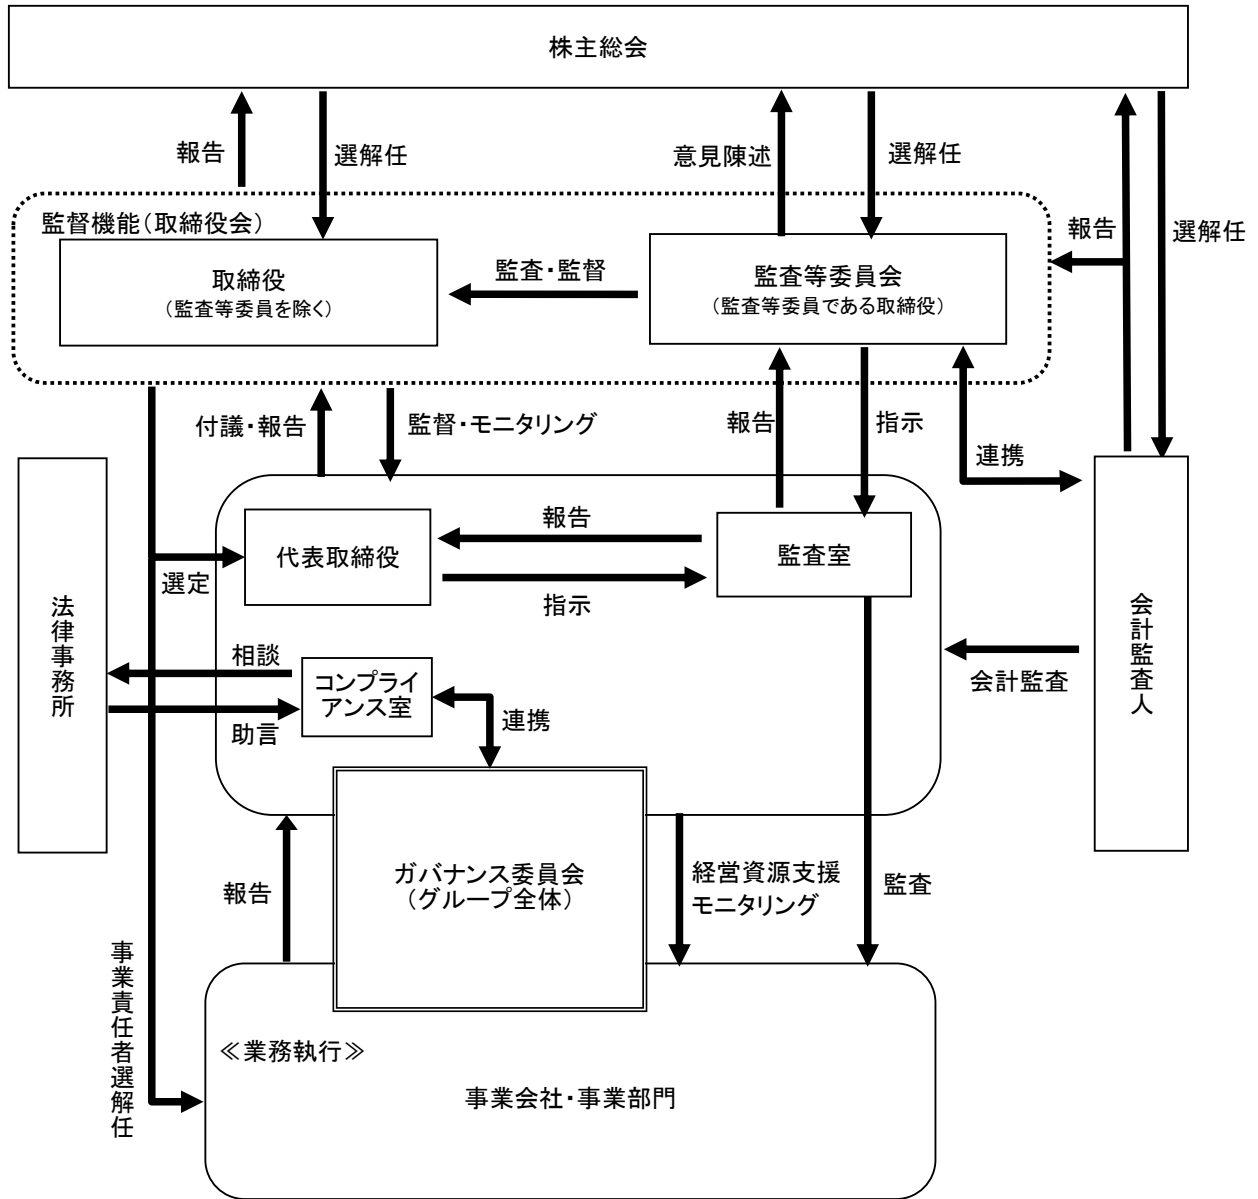 株主総会
報告
選解任
意見陳述
選解任
報告
選解任
監督機能（取締役会）
取締役
（監査等委員を除く）
監査・監督
監査等委員会
（監査等委員である取締役）
付議・報告
監督・モニタリング
報告
指示
連携
代表取締役
報告
指示
監査室
選定
法律事務所
相談
助言
コンプライ
アンス室
連携
会計監査
会計監査人
報告
ガバナンス委員会
（グループ全体）
経営資源支援
モニタリング
監査
事業責任者選解任
≪業務執行≫
事業会社・事業部門